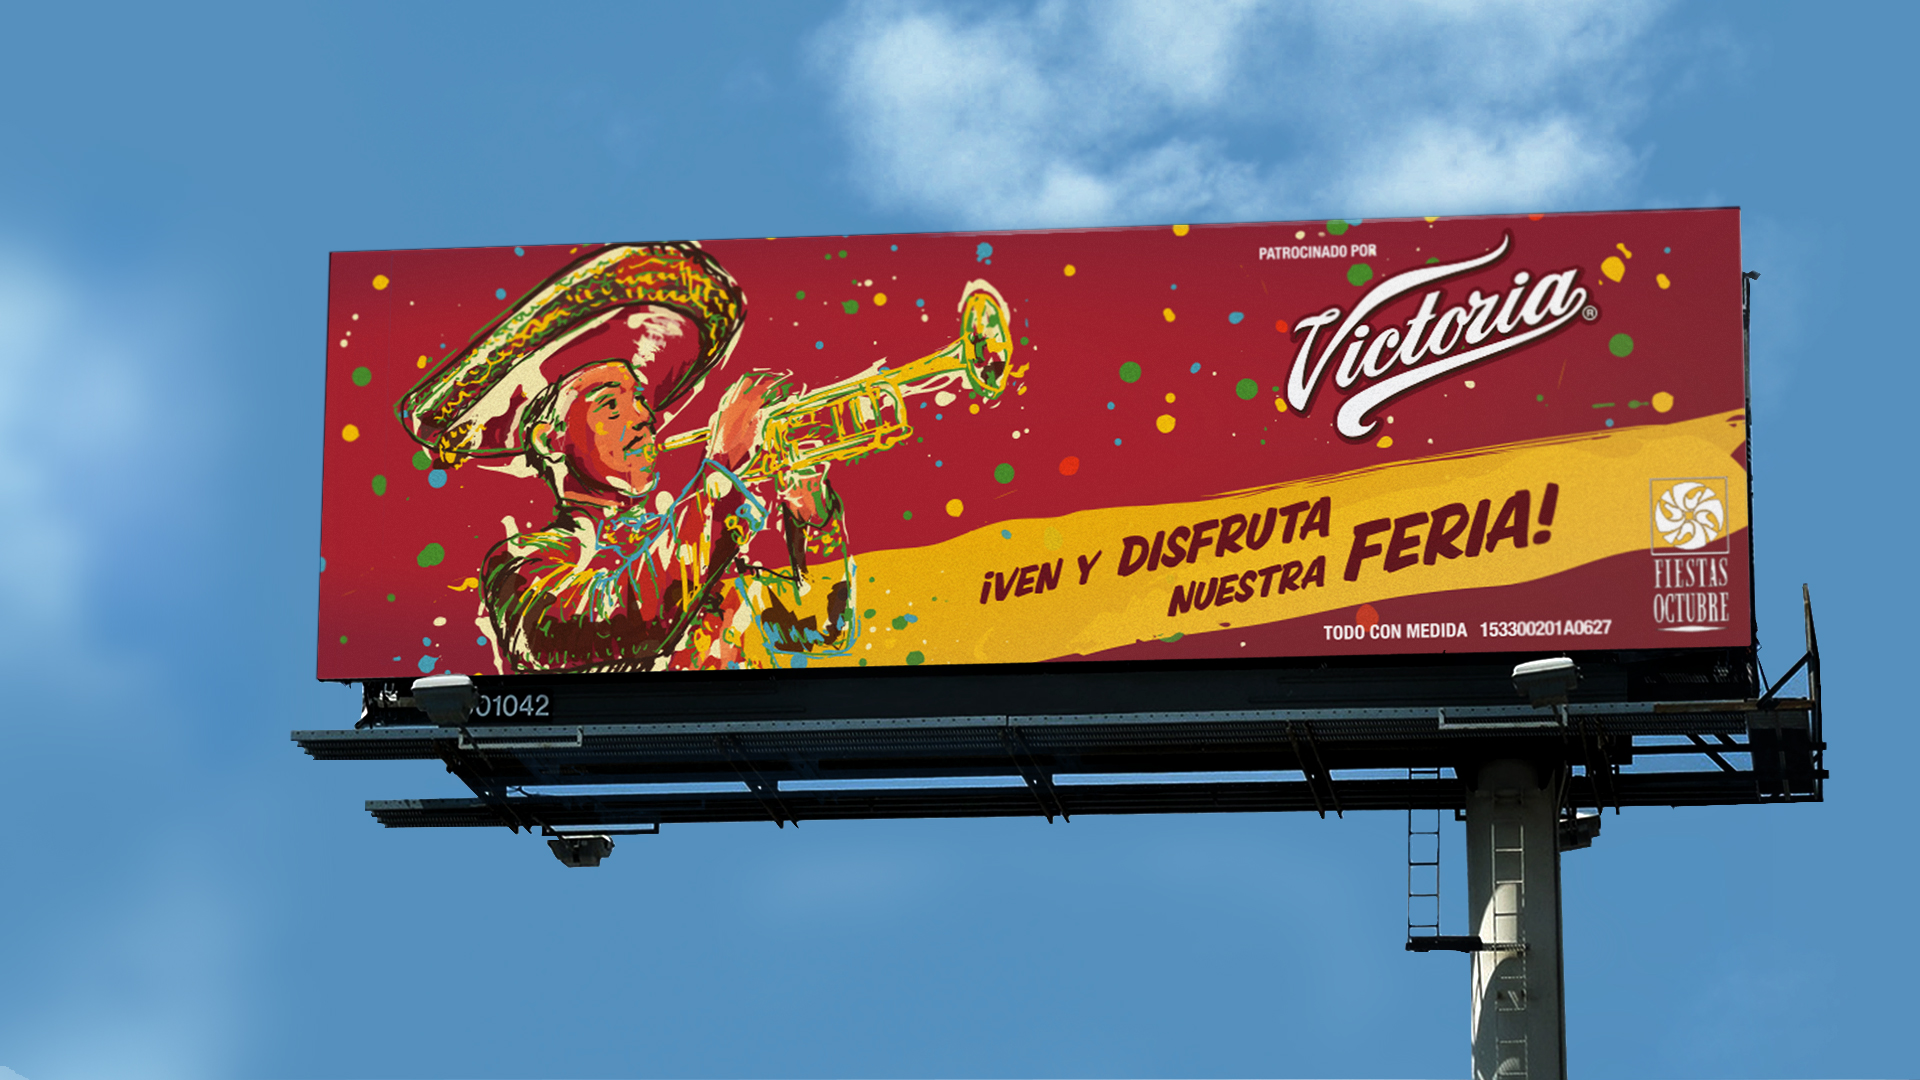 PATROCINADO POR
Victoria®
¡VEN Y DISFRUTA
NUESTRA FERIA!
FIESTAS
OCTUBRE
TODO CON MEDIDA 153300201A0627
01042